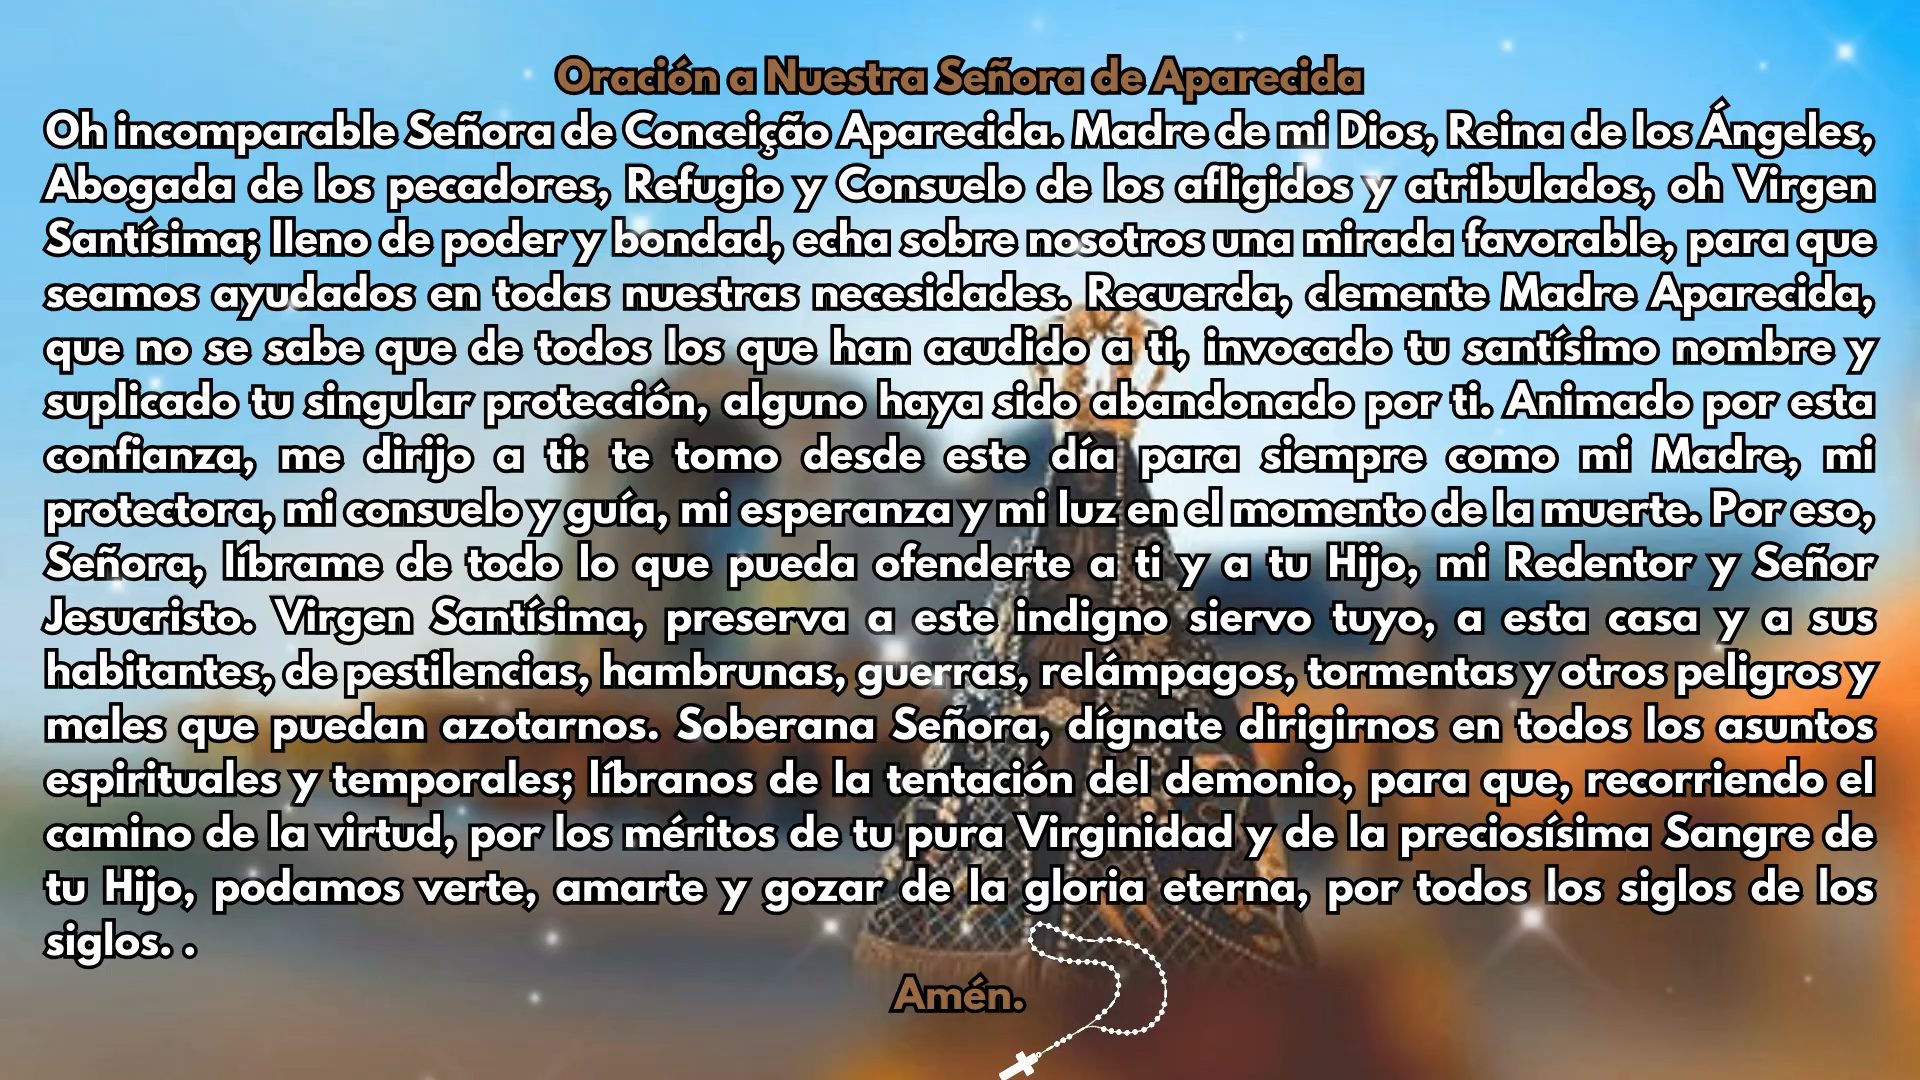 Oración a Nuestra Señora de Aparecida
Oh incomparable Señora de Conceição Aparecida. Madre de mi Dios, Reina de los Ángeles,
Abogada de los pecadores, Refugio y Consuelo de los afligidos y atribulados, oh Virgen
Santísima; lleno de poder y bondad, echa sobre nosotros una mirada favorable, para que
seamos ayudados en todas nuestras necesidades. Recuerda, clemente Madre Aparecida,
que no se sabe que de todos los que han acudido a ti, invocado tu santísimo nombre y
suplicado tu singular protección, alguno haya sido abandonado por ti. Animado por esta
confianza, me dirijo a ti: te tomo desde este día para siempre como mi Madre, mi
protectora, mi consuelo y guía, mi esperanza y mi luz en el momento de la muerte. Por eso,
Señora, líbrame de todo lo que pueda ofenderte a ti y a tu Hijo, mi Redentor y Señor
Jesucristo. Virgen Santísima, preserva a este indigno siervo tuyo, a esta casa y a sus
habitantes, de pestilencias, hambrunas, guerras, relámpagos, tormentas y otros peligros y
males que puedan azotarnos. Soberana Señora, dígnate dirigirnos en todos los asuntos
espirituales y temporales; líbranos de la tentación del demonio, para que, recorriendo el
camino de la virtud, por los méritos de tu pura Virginidad y de la preciosísima Sangre de
tu Hijo, podamos verte, amarte y gozar de la gloria eterna, por todos los siglos de los
siglos. .
Amén.